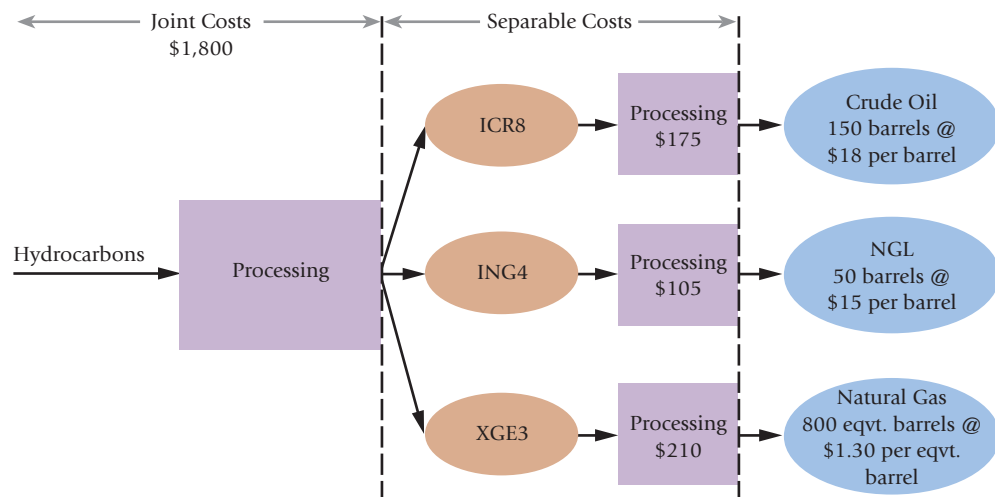 Joint Costs
$1,800
Separable Costs
Hydrocarbons
Processing
ICR8
Processing
$175
Crude Oil
150 barrels @
$18 per barrel
ING4
Processing
$105
NGL
50 barrels @
$15 per barrel
XGE3
Processing
$210
Natural Gas
800 eqvt. barrels @
$1.30 per eqvt.
barrel